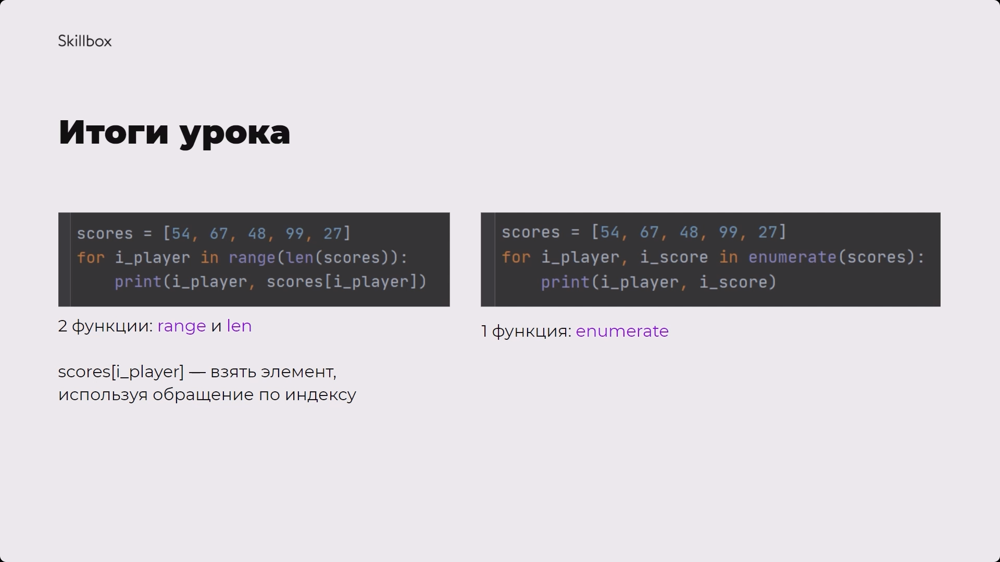 Skillbox
Итоги урока
scores = [54, 67, 48, 99, 27]
for i_player in range(len(scores)):
    print(i_player, scores[i_player])
2 функции: range и len
scores[i_player] — взять элемент,
используя обращение по индексу
scores = [54, 67, 48, 99, 27]
for i_player, i_score in enumerate(scores):
    print(i_player, i_score)
1 функция: enumerate